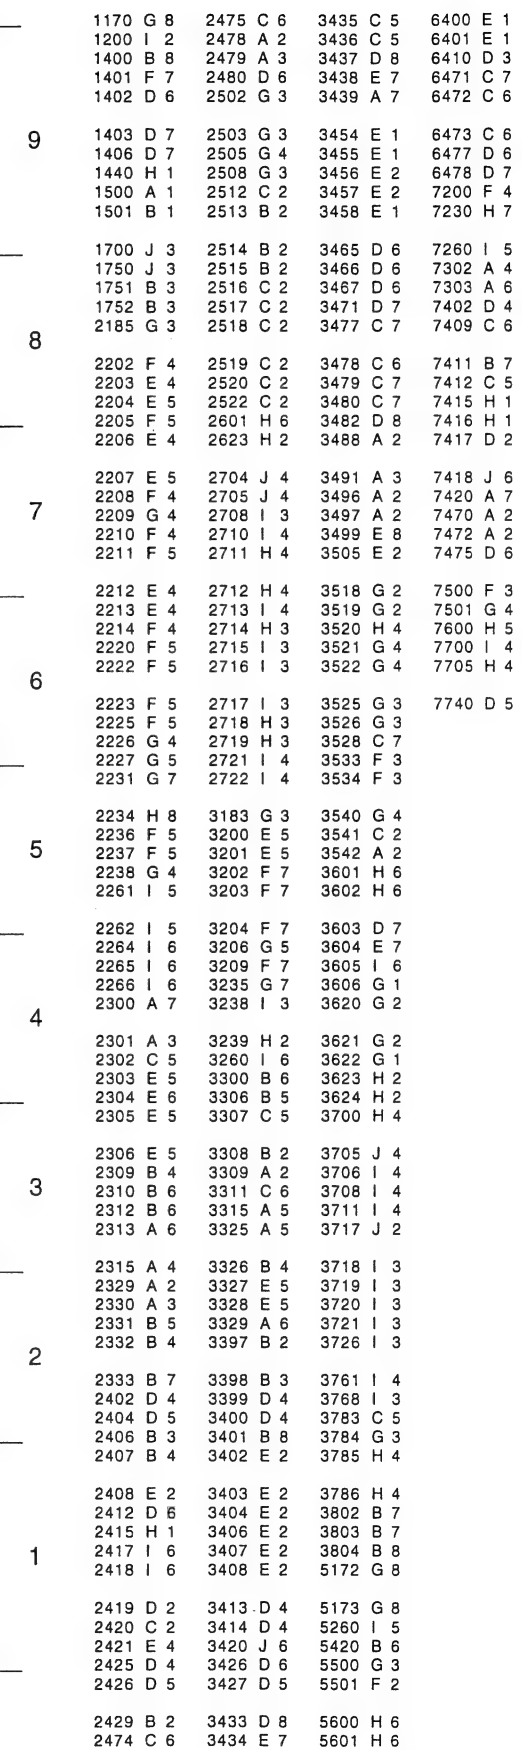 1170 G 8 2475 C 6 3435 C 5 6400 E 1
1200 I 2 2478 A 2 3436 C 5 6401 E 1
1400 B 8 2479 A 3 3437 D 8 6410 D 3
1401 F 7 2480 D 6 3438 E 7 6471 C 7
1402 D 6 2502 G 3 3439 A 7 6472 C 6
9 1403 D 7 2503 G 3 3454 E 1 6473 C 6
1406 D 7 2505 G 4 3455 E 1 6477 D 6
1440 H 1 2508 G 3 3456 E 2 6478 D 7
1500 A 1 2512 C 2 3457 E 2 7200 F 4
1501 B 1 2513 B 2 3458 E 1 7230 H 7
1700 J 3 2514 B 2 3465 D 6 7260 I 5
1750 J 3 2515 B 2 3466 D 6 7302 A 4
1751 B 3 2516 C 2 3467 D 6 7303 A 6
1752 B 3 2517 C 2 3471 D 7 7402 D 4
2185 G 3 2518 C 2 3477 C 7 7409 C 6
8
2202 F 4 2519 C 2 3478 C 6 7411 B 7
2203 E 4 2520 C 2 3479 C 7 7412 C 5
2204 E 5 2522 C 2 3480 C 7 7415 H 1
2205 F 5 2601 H 6 3482 D 8 7416 H 1
2206 E 4 2623 H 2 3488 A 2 7417 D 2
2207 E 5 2704 J 4 3491 A 3 7418 J 6
2208 F 4 2705 J 4 3496 A 2 7420 A 7
7 2209 G 4 2708 I 3 3497 A 2 7470 A 2
2210 F 4 2710 I 4 3499 E 8 7472 A 2
2211 F 5 2711 H 4 3505 E 2 7475 D 6
2212 E 4 2712 H 4 3518 G 2 7500 F 3
2213 E 4 2713 I 4 3519 G 2 7501 G 4
2214 F 4 2714 H 3 3520 H 4 7600 H 5
2220 F 5 2715 I 3 3521 G 4 7700 I 4
2222 F 5 2716 I 3 3522 G 4 7705 H 4
6
2223 F 5 2717 I 3 3525 G 3 7740 D 5
2225 F 5 2718 H 3 3526 G 3
2226 G 4 2719 H 3 3528 C 7
2227 G 5 2721 I 4 3533 F 3
2231 G 7 2722 I 4 3534 F 3
2234 H 8 3183 G 3 3540 G 4
2236 F 5 3200 E 5 3541 C 2
5 2237 F 5 3201 E 5 3542 A 2
2238 G 4 3202 F 7 3601 H 6
2261 I 5 3203 F 7 3602 H 6
2262 I 5 3204 F 7 3603 D 7
2264 I 6 3206 G 5 3604 E 7
2265 I 6 3209 F 7 3605 I 6
2266 I 6 3235 G 7 3606 G 1
2300 A 7 3238 I 3 3620 G 2
4
2301 A 3 3239 H 2 3621 G 2
2302 C 5 3260 I 6 3622 G 1
2303 E 5 3300 B 6 3623 H 2
2304 E 6 3306 B 5 3624 H 2
2305 E 5 3307 C 5 3700 H 4
2306 E 5 3308 B 2 3705 J 4
2309 B 4 3309 A 2 3706 I 4
3 2310 B 6 3311 C 6 3708 I 4
2312 B 6 3315 A 5 3711 I 4
2313 A 6 3325 A 5 3717 J 2
2315 A 4 3326 B 4 3718 I 3
2329 A 2 3327 E 5 3719 I 3
2330 A 3 3328 E 5 3720 I 3
2331 B 5 3329 A 6 3721 I 3
2332 B 4 3397 B 2 3726 I 3
2
2333 B 7 3398 B 3 3761 I 4
2402 D 4 3399 D 4 3768 I 3
2404 D 5 3400 D 4 3783 C 5
2406 B 3 3401 B 8 3784 G 3
2407 B 4 3402 E 2 3785 H 4
2408 E 2 3403 E 2 3786 H 4
2412 D 6 3404 E 2 3802 B 7
2415 H 1 3406 E 2 3803 B 7
1 2417 I 6 3407 E 2 3804 B 8
2418 I 6 3408 E 2 5172 G 8
2419 D 2 3413 D 4 5173 G 8
2420 C 2 3414 D 4 5260 I 5
2421 E 4 3420 J 6 5420 B 6
2425 D 4 3426 D 6 5500 G 3
2426 D 5 3427 D 5 5501 F 2
2429 B 2 3433 D 8 5600 H 6
2474 C 6 3434 E 7 5601 H 6